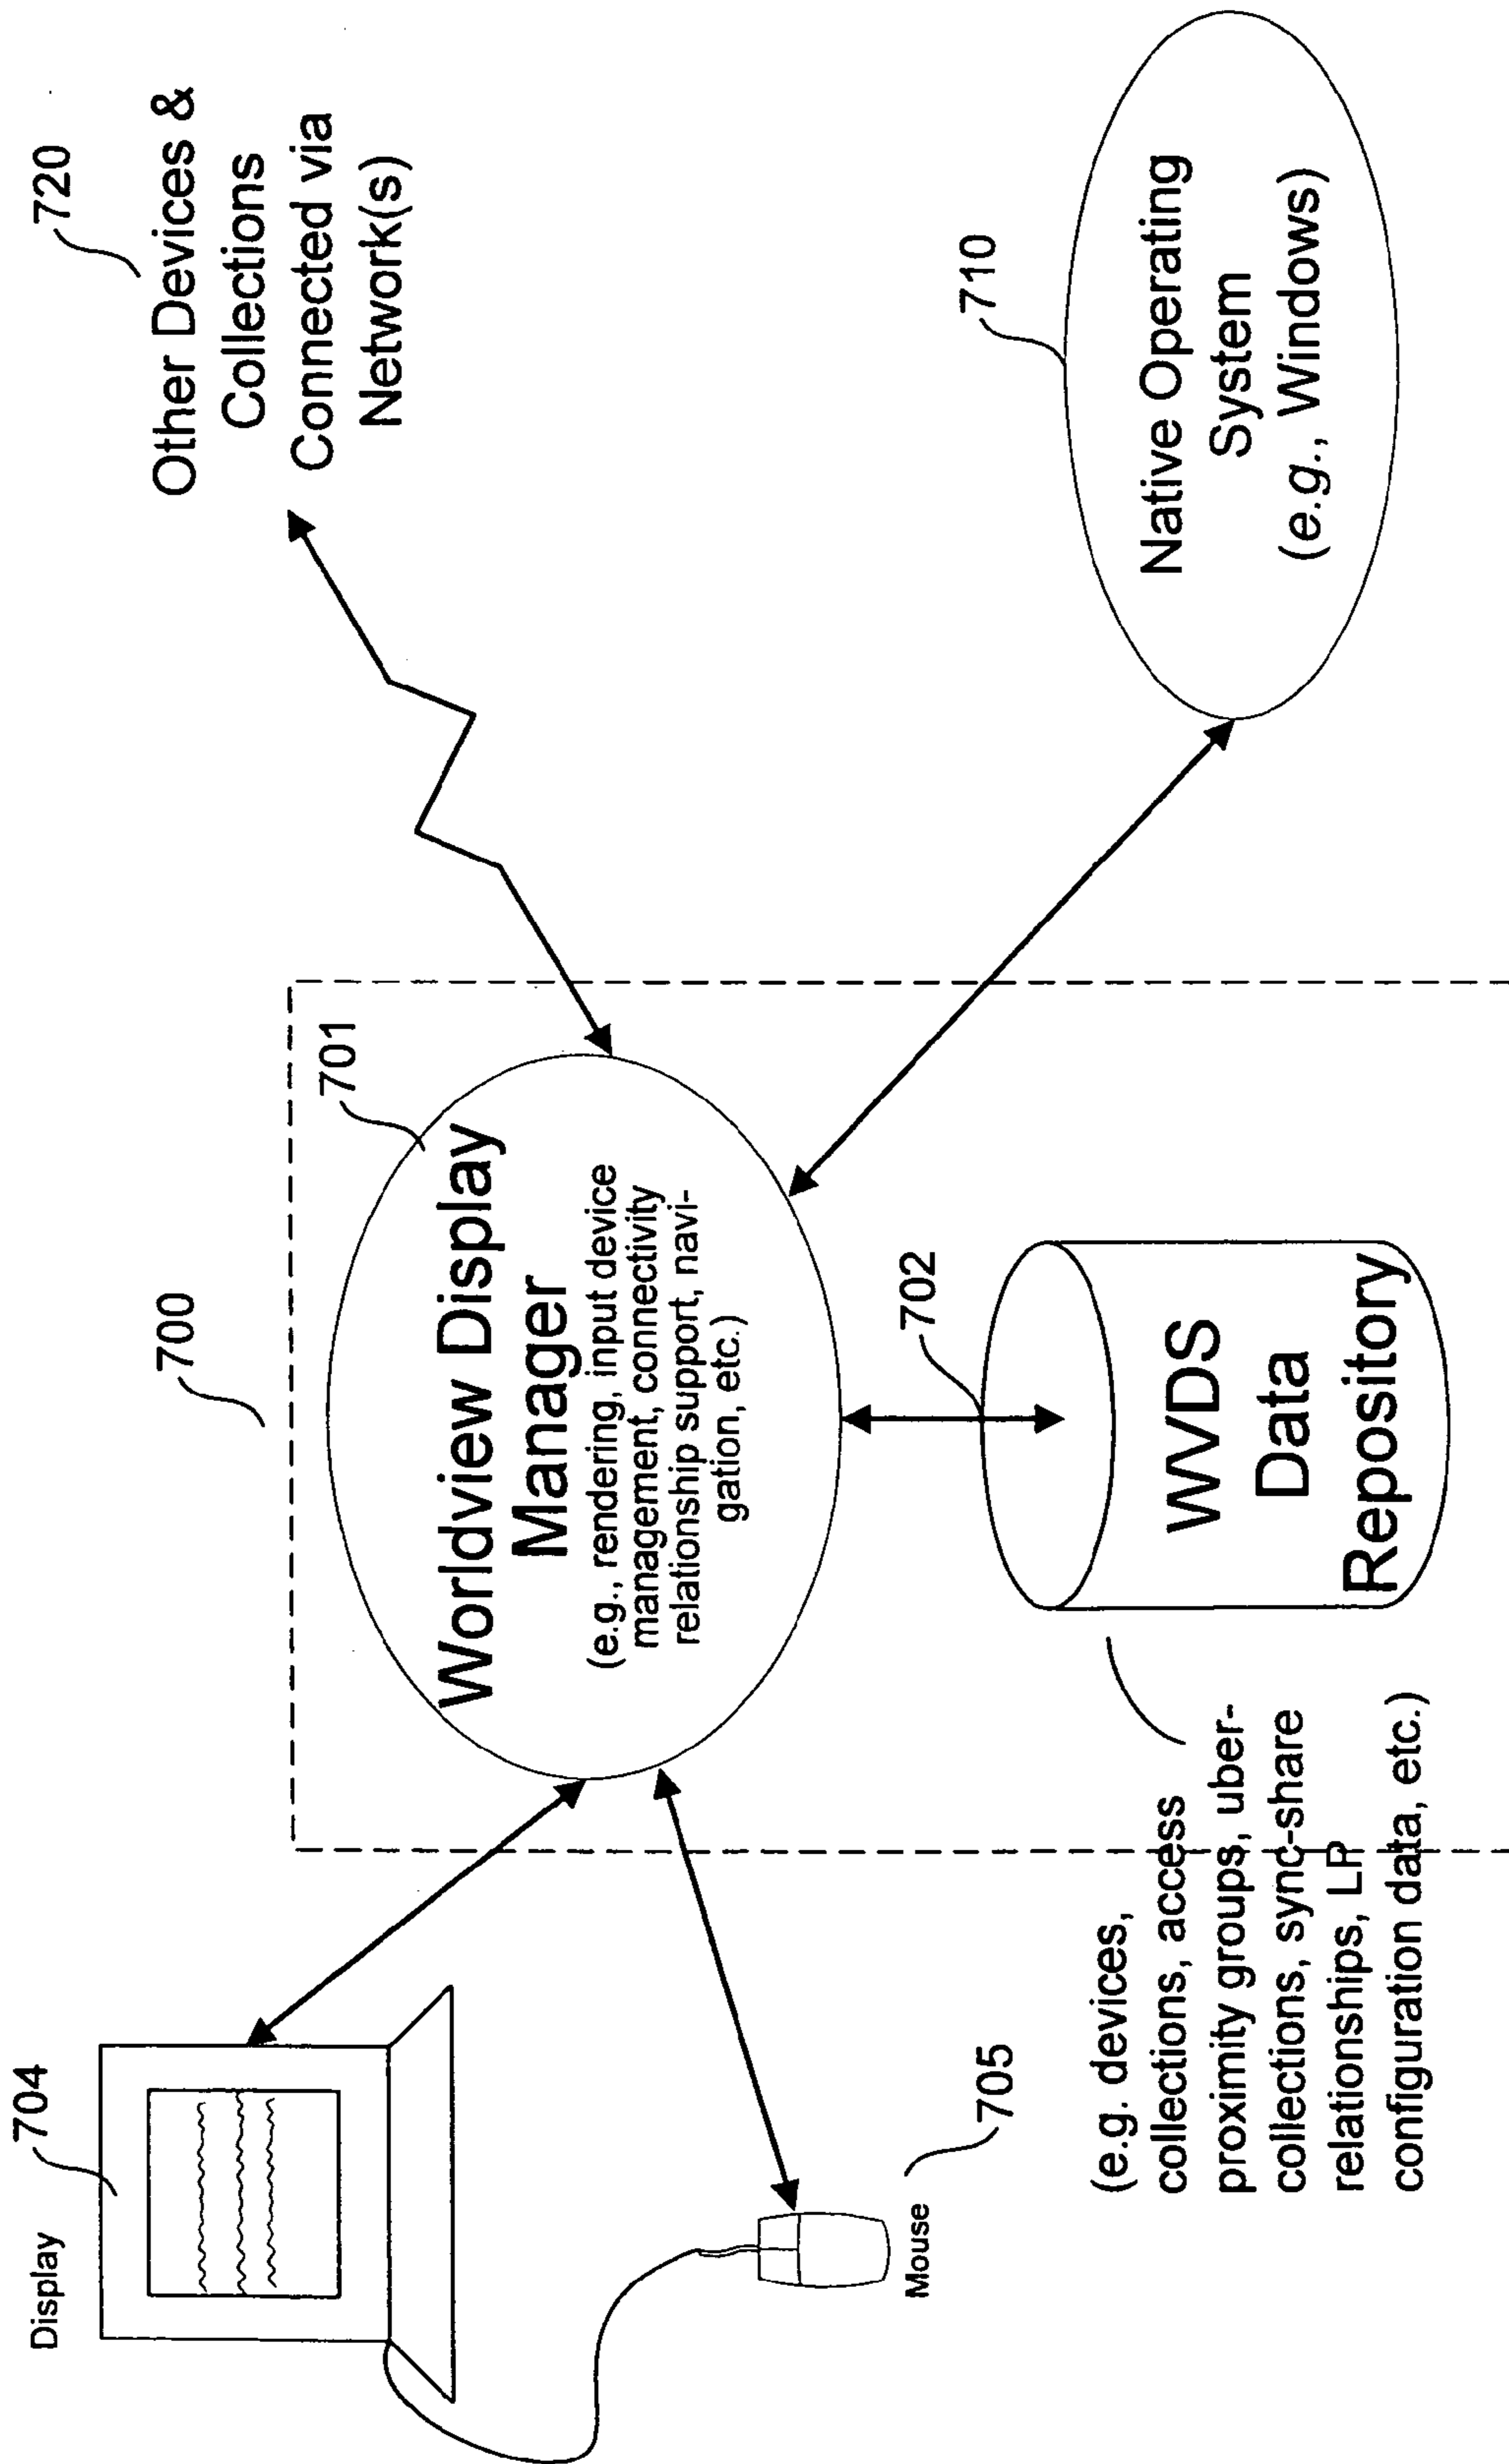 704
Display
705
Mouse
700
701
Worldview Display
Manager
(e.g., rendering, input device
management, connectivity
relationship support, navi-
gation, etc.)
702
WVDS
Data
Repository
(e.g. devices,
collections, access
proximity groups, uber-
collections, sync-share
relationships, LP
configuration data, etc.)
720
Other Devices &
Collections
Connected via
Network(s)
710
Native Operating
System
(e.g., Windows)